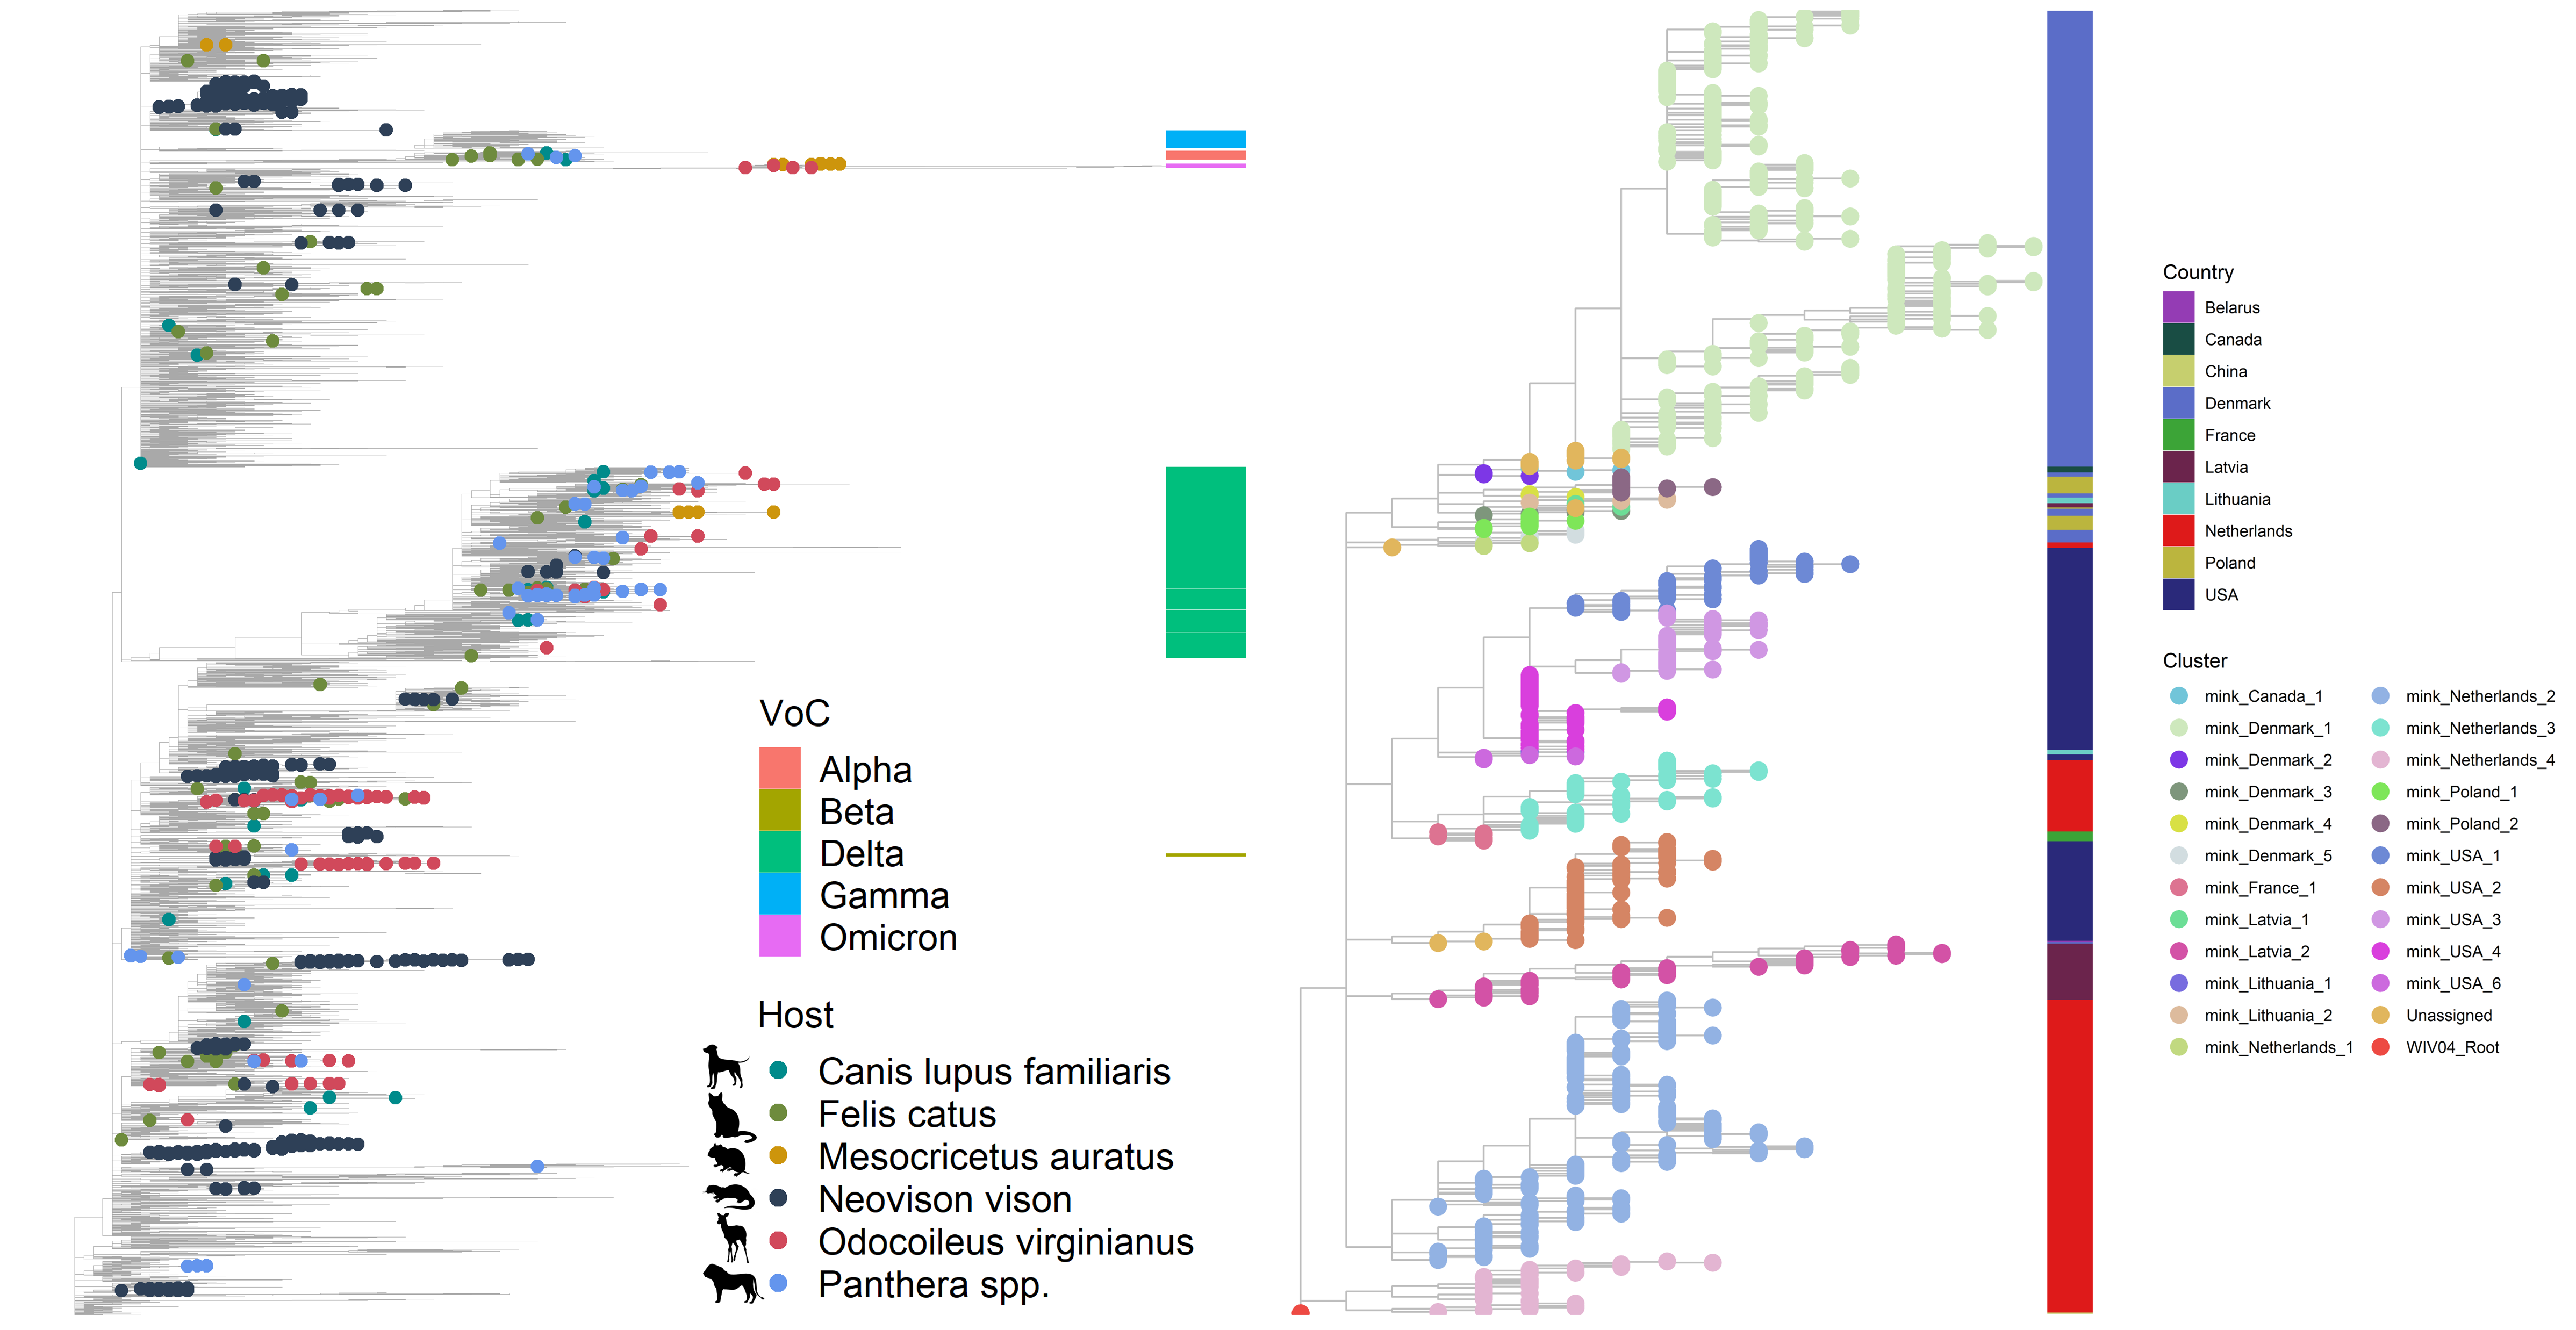 VoC
Alpha
Beta
Delta
Gamma
Omicron
Host
Canis lupus familiaris
Felis catus
Mesocricetus auratus
Neovison vison
Odocoileus virginianus
Panthera spp.
Country
Belarus
Canada
China
Denmark
France
Latvia
Lithuania
Netherlands
Poland
USA
Cluster
mink_Canada_1
mink_Denmark_1
mink_Denmark_2
mink_Denmark_3
mink_Denmark_4
mink_Denmark_5
mink_France_1
mink_Latvia_1
mink_Latvia_2
mink_Lithuania_1
mink_Lithuania_2
mink_Netherlands_1
mink_Netherlands_2
mink_Netherlands_3
mink_Netherlands_4
mink_Poland_1
mink_Poland_2
mink_USA_1
mink_USA_2
mink_USA_3
mink_USA_4
mink_USA_6
Unassigned
WIV04_Root